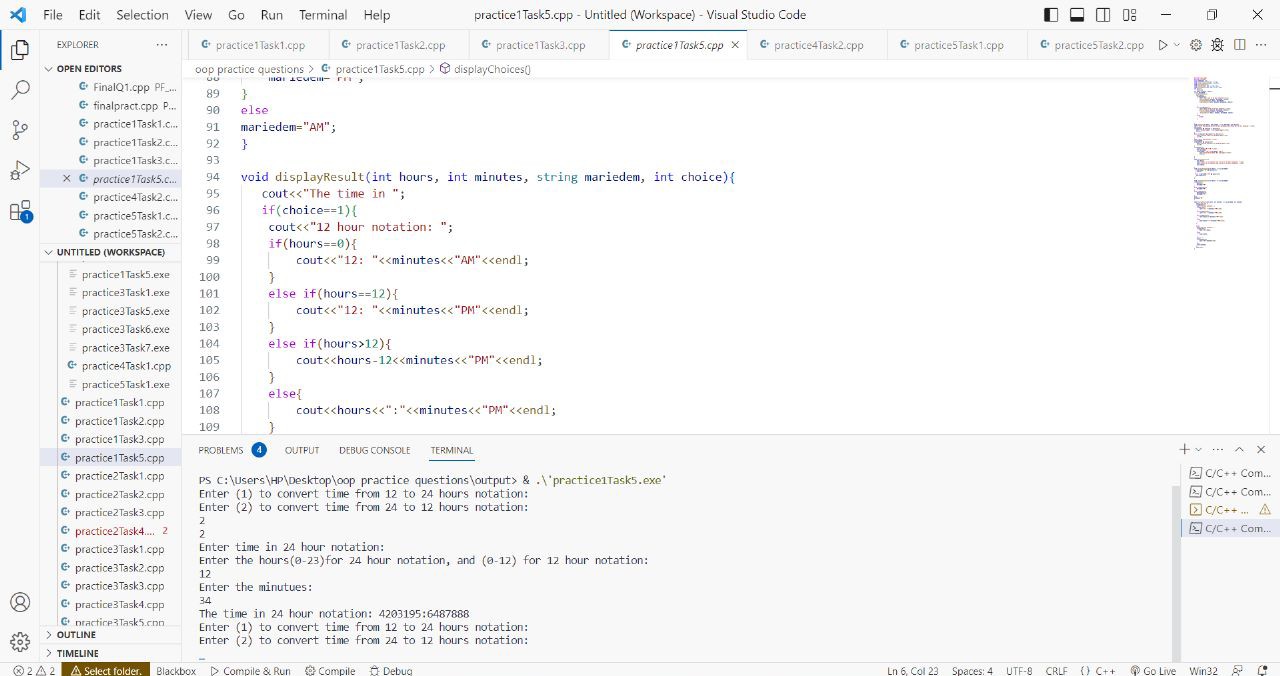 File Edit Selection View Go Run Terminal Help
practice1Task5.cpp - Untitled (Workspace) - Visual Studio Code
EXPLORER
OPEN EDITORS
FinalQ1.cpp PF_...
finalpract.cpp P...
practice1Task1.c...
practice1Task2.c...
practice1Task3.c...
practice1Task5.c...
practice4Task2.c...
practice5Task1.c...
practice5Task2.c...
UNTITLED (WORKSPACE)
practice1Task5.exe
practice3Task1.exe
practice3Task5.exe
practice3Task6.exe
practice3Task7.exe
practice4Task1.cpp
practice5Task1.exe
practice1Task1.cpp
practice1Task2.cpp
practice1Task3.cpp
practice1Task5.cpp
practice2Task1.cpp
practice2Task2.cpp
practice2Task3.cpp
practice2Task4.... 2
practice3Task1.cpp
practice3Task2.cpp
practice3Task3.cpp
practice3Task4.cpp
practice3Task5.cpp
OUTLINE
TIMELINE
1
practice1Task1.cpp practice1Task2.cpp practice1Task3.cpp practice1Task5.cpp practice4Task2.cpp practice5Task1.cpp practice5Task2.cpp
oop practice questions > practice1Task5.cpp > displayChoices()
88 mariedem="PM";
89 }
90 else
91 mariedem="AM";
92 }
93
94 void displayResult(int hours, int minutes, string mariedem, int choice){
95 cout<<"The time in ";
96 if(choice==1){
97 cout<<"12 hour notation: ";
98 if(hours==0){
99 cout<<"12: "<<minutes<<"AM"<<endl;
100 }
101 else if(hours==12){
102 cout<<"12: "<<minutes<<"PM"<<endl;
103 }
104 else if(hours>12){
105 cout<<hours-12<<minutes<<"PM"<<endl;
106 }
107 else{
108 cout<<hours<<":"<<minutes<<"PM"<<endl;
109 }
PROBLEMS 4 OUTPUT DEBUG CONSOLE TERMINAL
PS C:\Users\HP\Desktop\oop practice questions\output> & .\'practice1Task5.exe'
Enter (1) to convert time from 12 to 24 hours notation:
Enter (2) to convert time from 24 to 12 hours notation:
2
2
Enter time in 24 hour notation:
Enter the hours(0-23)for 24 hour notation, and (0-12) for 12 hour notation:
12
Enter the minutues:
34
The time in 24 hour notation: 4203195:6487888
Enter (1) to convert time from 12 to 24 hours notation:
Enter (2) to convert time from 24 to 12 hours notation:
C/C++ Com...
C/C++ Com...
C/C++ ...
C/C++ Com...
2 2 Select folder. Blackbox Compile & Run Compile Debug Ln 6, Col 23 Spaces: 4 UTF-8 CRLF {} C++ Go Live Win32